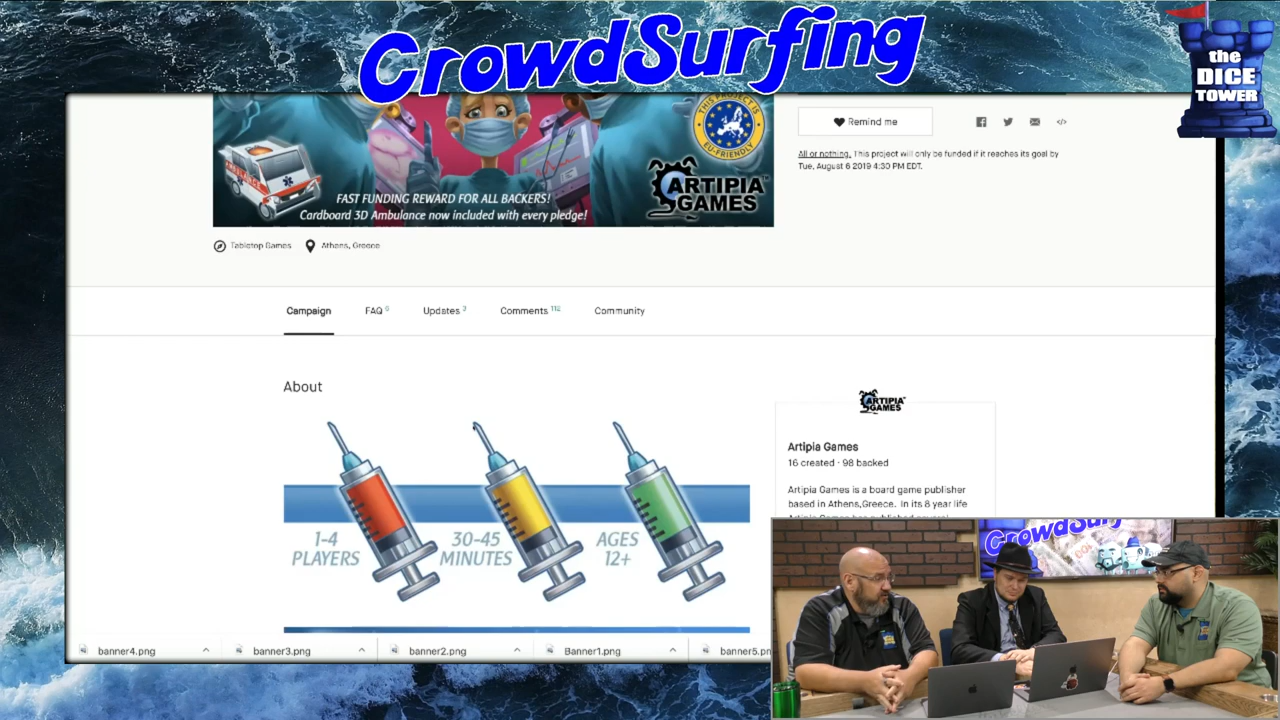 CrowdSurfing
the
DICE
TOWER
THIS PROJECT IS
EU-FRIENDLY
Remind me
All or nothing. This project will only be funded if it reaches its goal by
Tue, August 6 2019 4:30 PM EDT.
FAST FUNDING REWARD FOR ALL BACKERS!
Cardboard 3D Ambulance now included with every pledge!
ARTIPIA
GAMES
Tabletop Games
Athens, Greece
Campaign
FAQ
Updates 3
Comments 112
Community
About
ARTIPIA
GAMES
Artipia Games
16 created · 98 backed
Artipia Games is a board game publisher
based in Athens,Greece. In its 8 year life
1-4
PLAYERS
30-45
MINUTES
AGES
12+
banner4.png
banner3.png
banner2.png
Banner1.png
banner5.pn